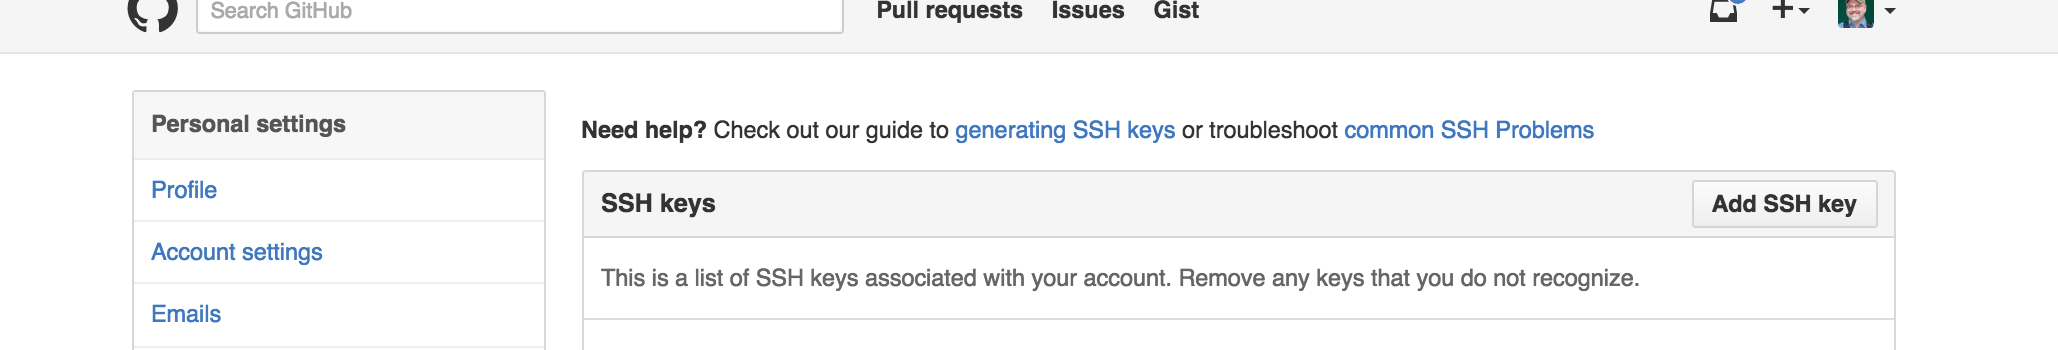 Search GitHub
Pull requests Issues Gist
Personal settings
Profile
Account settings
Emails
Need help? Check out our guide to generating SSH keys or troubleshoot common SSH Problems
SSH keys
Add SSH key
This is a list of SSH keys associated with your account. Remove any keys that you do not recognize.